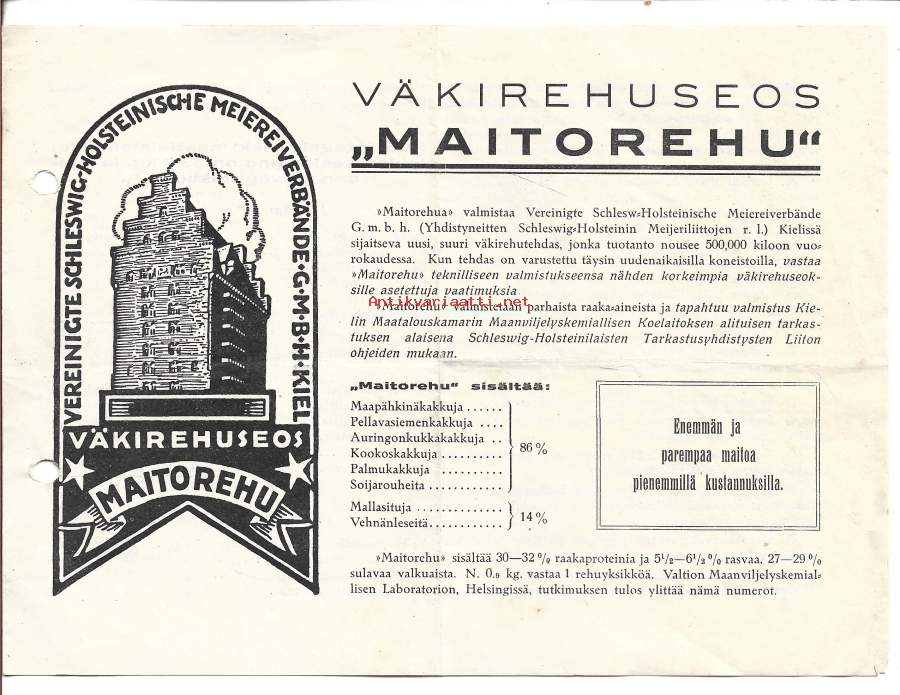 VEREINIGTE SCHLESWIG-HOLSTEINISCHE MEIEREIVERBÄNDE·G·M·B·H·KIEL
VÄKIREHUSEOS
MAITOREHU
VÄKIREHUSEOS
„MAITOREHU“
»Maitorehua» valmistaa Vereinigte Schlesw-Holsteinische Meiereiverbände
G. m. b. h. (Yhdistyneitten Schleswig-Holsteinin Meijeriliittojen r. l.) Kielissä
sijaitseva uusi, suuri väkirehutehdas, jonka tuotanto nousee 500,000 kiloon vuo-
rokaudessa. Kun tehdas on varustettu täysin uudenaikaisilla koneistoilla, vastaa
»Maitorehu» teknilliseen valmistukseensa nähden korkeimpia väkirehuseok-
sille asetettuja vaatimuksia.
Antikvariaatti.net
»Maitorehu» valmistetaan parhaista raaka-aineista ja tapahtuu valmistus Kie-
lin Maatalouskamarin Maanviljelyskemiallisen Koelaitoksen alituisen tarkas-
tuksen alaisena Schleswig-Holsteinilaisten Tarkastusyhdistysten Liiton
ohjeiden mukaan.
„Maitorehu“ sisältää:
Maapähkinäkakkuja ......
Pellavasiemenkakkuja ....
Auringonkukkakakkuja ..
Kookoskakkuja ..........
Palmukakkuja ..........
Soijarouheita ............
86 %
Mallasituja .............
Vehnänleseitä............
14 %
Enemmän ja
parempaa maitoa
pienemmillä kustannuksilla.
»Maitorehu» sisältää 30—32 % raakaproteinia ja 5½—6½ % rasvaa. 27—29 %
sulavaa valkuaista. N. 0.9 kg. vastaa 1 rehuyksikköä. Valtion Maanviljelyskemial-
lisen Laboratorion, Helsingissä, tutkimuksen tulos ylittää nämä numerot.